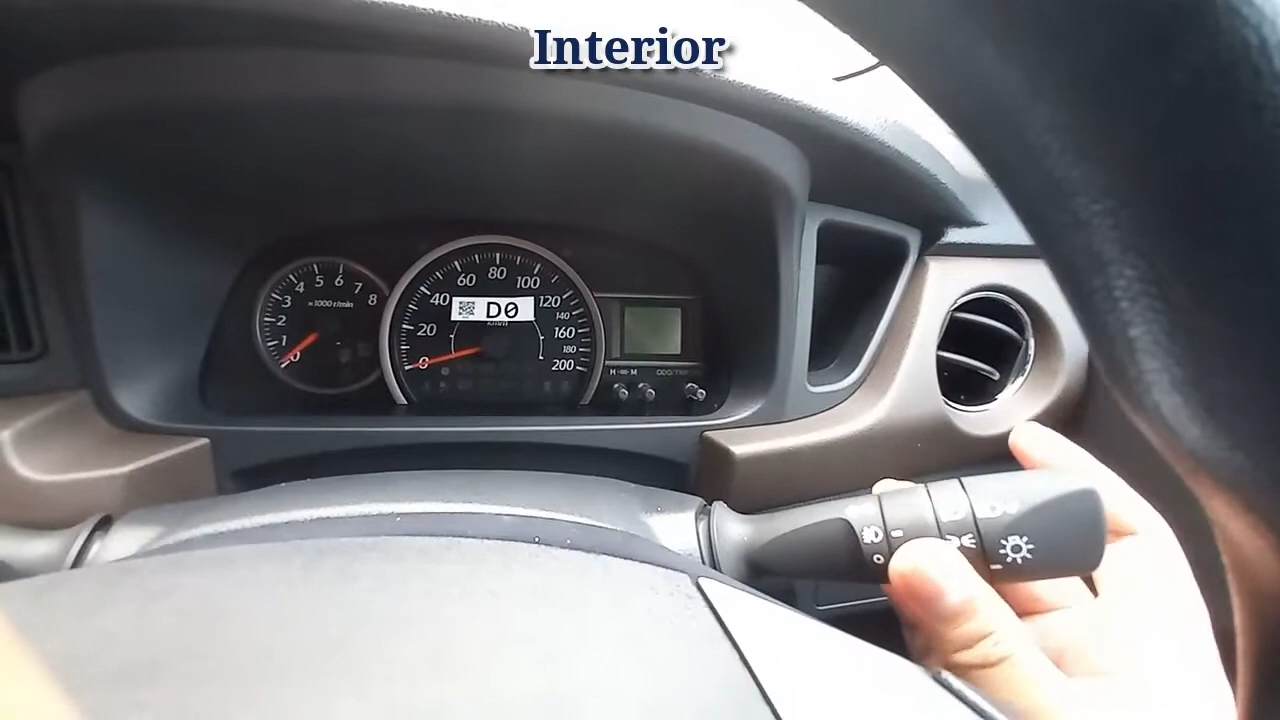 Interior
0 1 2 3 4 5 6 7 8
×1000 r/min
0 20 40 60 80 100 120 140 160 180 200
D0
km/h
H M
ODO/TRIP